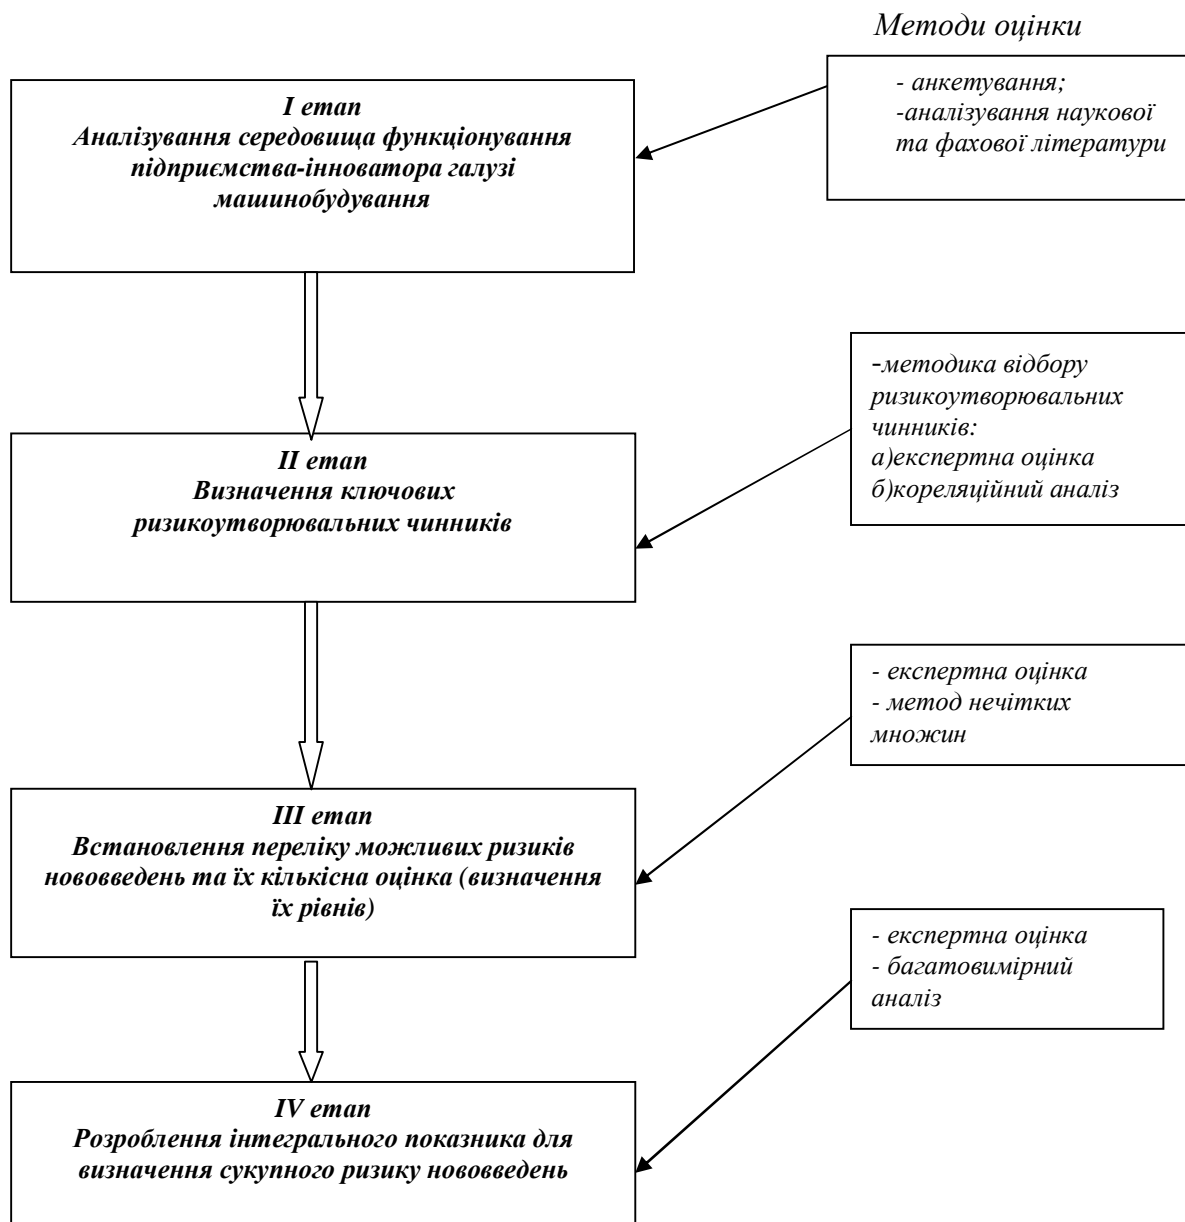 Методи оцінки
I етап
Аналізування середовища функціонування
підприємства-інноватора галузі
машинобудування
- анкетування;
-аналізування наукової
та фахової літератури
II етап
Визначення ключових
ризикоутворювальних чинників
-методика відбору
ризикоутворювальних
чинників:
а)експертна оцінка
б)кореляційний аналіз
III етап
Встановлення переліку можливих ризиків
нововведень та їх кількісна оцінка (визначення
їх рівнів)
- експертна оцінка
- метод нечітких
множин
IV етап
Розроблення інтегрального показника для
визначення сукупного ризику нововведень
- експертна оцінка
- багатовимірний
аналіз